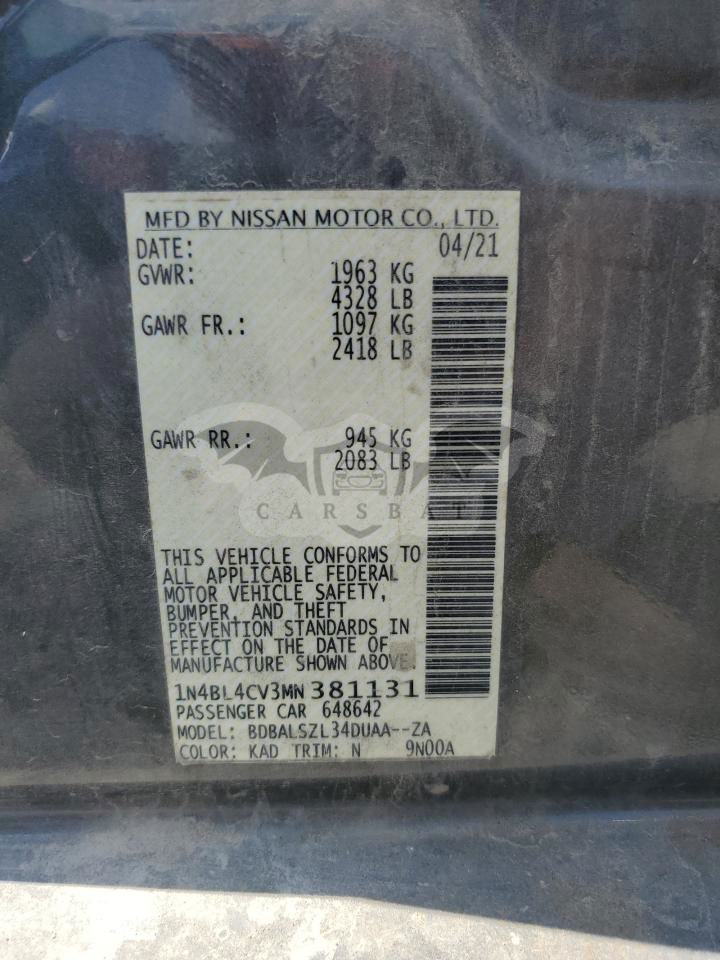 MFD BY NISSAN MOTOR CO., LTD.
DATE: 04/21
GVWR: 1963 KG
4328 LB
GAWR FR.: 1097 KG
2418 LB
GAWR RR.: 945 KG
2083 LB
CARSBAT
THIS VEHICLE CONFORMS TO
ALL APPLICABLE FEDERAL
MOTOR VEHICLE SAFETY,
BUMPER, AND THEFT
PREVENTION STANDARDS IN
EFFECT ON THE DATE OF
MANUFACTURE SHOWN ABOVE.
1N4BL4CV3MN381131
PASSENGER CAR 648642
MODEL: BDBALSZL34DUAA--ZA
COLOR: KAD TRIM: N 9N00A